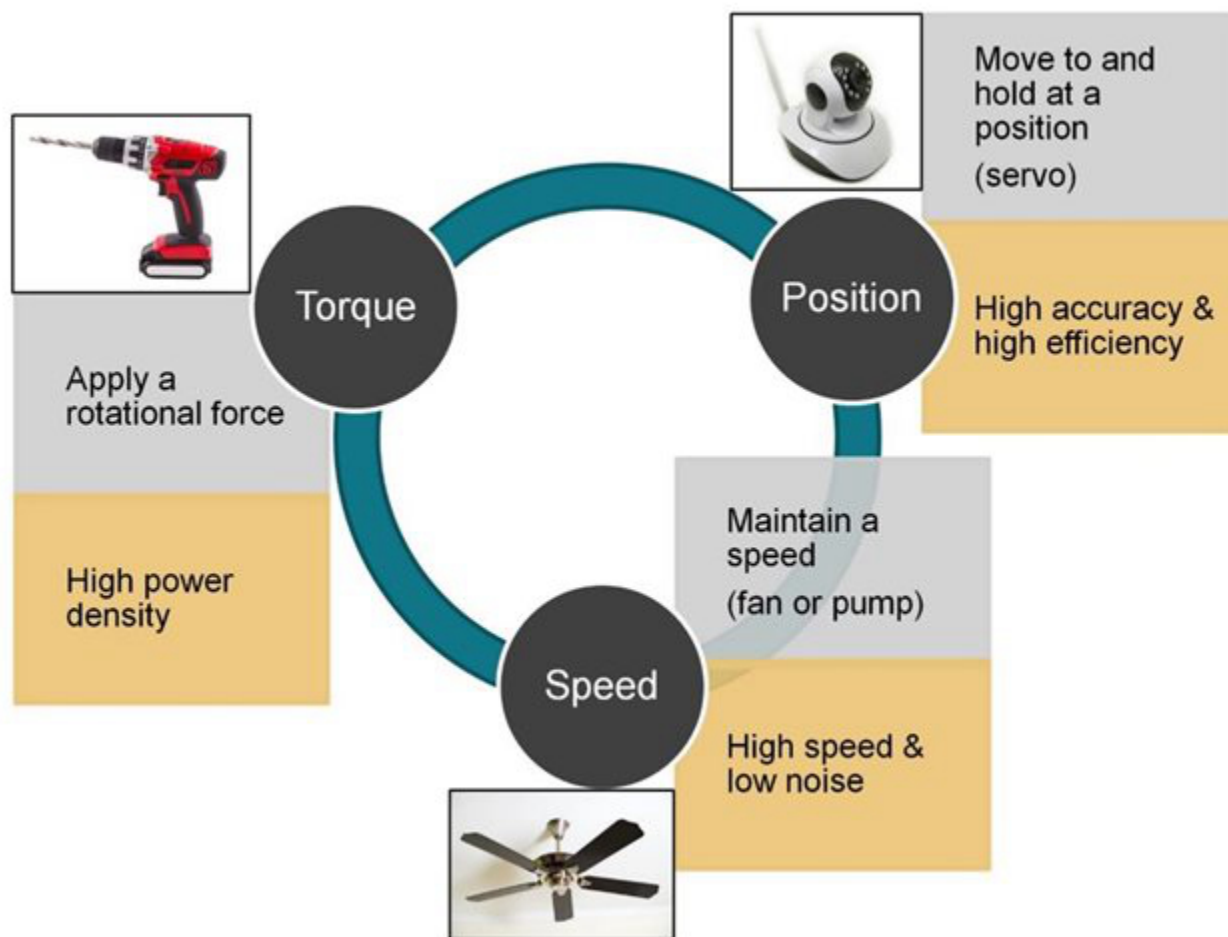 Torque
Apply a
rotational force
High power
density
Position
Move to and
hold at a
position
(servo)
High accuracy &
high efficiency
Speed
Maintain a
speed
(fan or pump)
High speed &
low noise